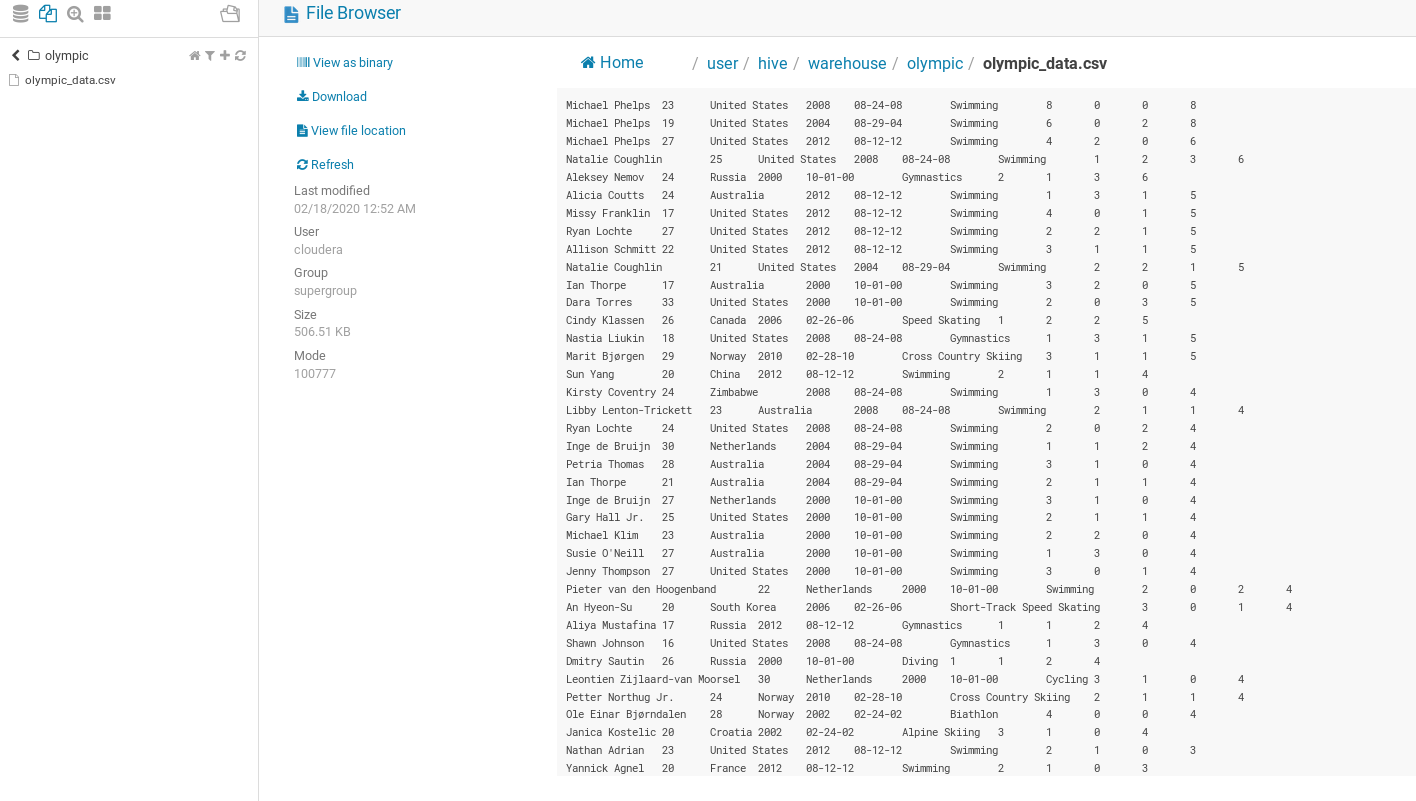 File Browser
olympic
olympic_data.csv
View as binary
Download
View file location
Refresh
Last modified
02/18/2020 12:52 AM
User
cloudera
Group
supergroup
Size
506.51 KB
Mode
100777
Home / user / hive / warehouse / olympic / olympic_data.csv
Michael Phelps 23 United States 2008 08-24-08 Swimming 8 0 0 8
Michael Phelps 19 United States 2004 08-29-04 Swimming 6 0 2 8
Michael Phelps 27 United States 2012 08-12-12 Swimming 4 2 0 6
Natalie Coughlin 25 United States 2008 08-24-08 Swimming 1 2 3 6
Aleksey Nemov 24 Russia 2000 10-01-00 Gymnastics 2 1 3 6
Alicia Coutts 24 Australia 2012 08-12-12 Swimming 1 3 1 5
Missy Franklin 17 United States 2012 08-12-12 Swimming 4 0 1 5
Ryan Lochte 27 United States 2012 08-12-12 Swimming 2 2 1 5
Allison Schmitt 22 United States 2012 08-12-12 Swimming 3 1 1 5
Natalie Coughlin 21 United States 2004 08-29-04 Swimming 2 2 1 5
Ian Thorpe 17 Australia 2000 10-01-00 Swimming 3 2 0 5
Dara Torres 33 United States 2000 10-01-00 Swimming 2 0 3 5
Cindy Klassen 26 Canada 2006 02-26-06 Speed Skating 1 2 2 5
Nastia Liukin 18 United States 2008 08-24-08 Gymnastics 1 3 1 5
Marit Bjørgen 29 Norway 2010 02-28-10 Cross Country Skiing 3 1 1 5
Sun Yang 20 China 2012 08-12-12 Swimming 2 1 1 4
Kirsty Coventry 24 Zimbabwe 2008 08-24-08 Swimming 1 3 0 4
Libby Lenton-Trickett 23 Australia 2008 08-24-08 Swimming 2 1 1 4
Ryan Lochte 24 United States 2008 08-24-08 Swimming 2 0 2 4
Inge de Bruijn 30 Netherlands 2004 08-29-04 Swimming 1 1 2 4
Petria Thomas 28 Australia 2004 08-29-04 Swimming 3 1 0 4
Ian Thorpe 21 Australia 2004 08-29-04 Swimming 2 1 1 4
Inge de Bruijn 27 Netherlands 2000 10-01-00 Swimming 3 1 0 4
Gary Hall Jr. 25 United States 2000 10-01-00 Swimming 2 1 1 4
Michael Klim 23 Australia 2000 10-01-00 Swimming 2 2 0 4
Susie O'Neill 27 Australia 2000 10-01-00 Swimming 1 3 0 4
Jenny Thompson 27 United States 2000 10-01-00 Swimming 3 0 1 4
Pieter van den Hoogenband 22 Netherlands 2000 10-01-00 Swimming 2 0 2 4
An Hyeon-Su 20 South Korea 2006 02-26-06 Short-Track Speed Skating 3 0 1 4
Aliya Mustafina 17 Russia 2012 08-12-12 Gymnastics 1 1 2 4
Shawn Johnson 16 United States 2008 08-24-08 Gymnastics 1 3 0 4
Dmitry Sautin 26 Russia 2000 10-01-00 Diving 1 1 2 4
Leontien Zijlaard-van Moorsel 30 Netherlands 2000 10-01-00 Cycling 3 1 0 4
Petter Northug Jr. 24 Norway 2010 02-28-10 Cross Country Skiing 2 1 1 4
Ole Einar Bjørndalen 28 Norway 2002 02-24-02 Biathlon 4 0 0 4
Janica Kostelic 20 Croatia 2002 02-24-02 Alpine Skiing 3 1 0 4
Nathan Adrian 23 United States 2012 08-12-12 Swimming 2 1 0 3
Yannick Agnel 20 France 2012 08-12-12 Swimming 2 1 0 3